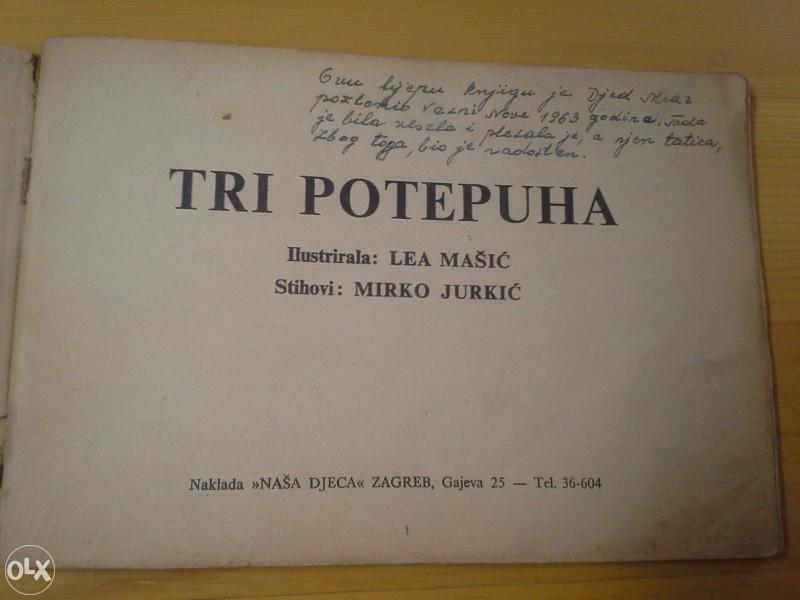 Ovu lijepu knjigu je Djed Mraz
poklonio Vesni Nove 1963 godine. Tada
je bila vesela i plesala je, a njen tatica,
zbog toga, bio je radostan.
TRI POTEPUHA
Ilustrirala: LEA MAŠIĆ
Stihovi: MIRKO JURKIĆ
Naklada »NAŠA DJECA« ZAGREB, Gajeva 25 — Tel. 36-604
1
OLX